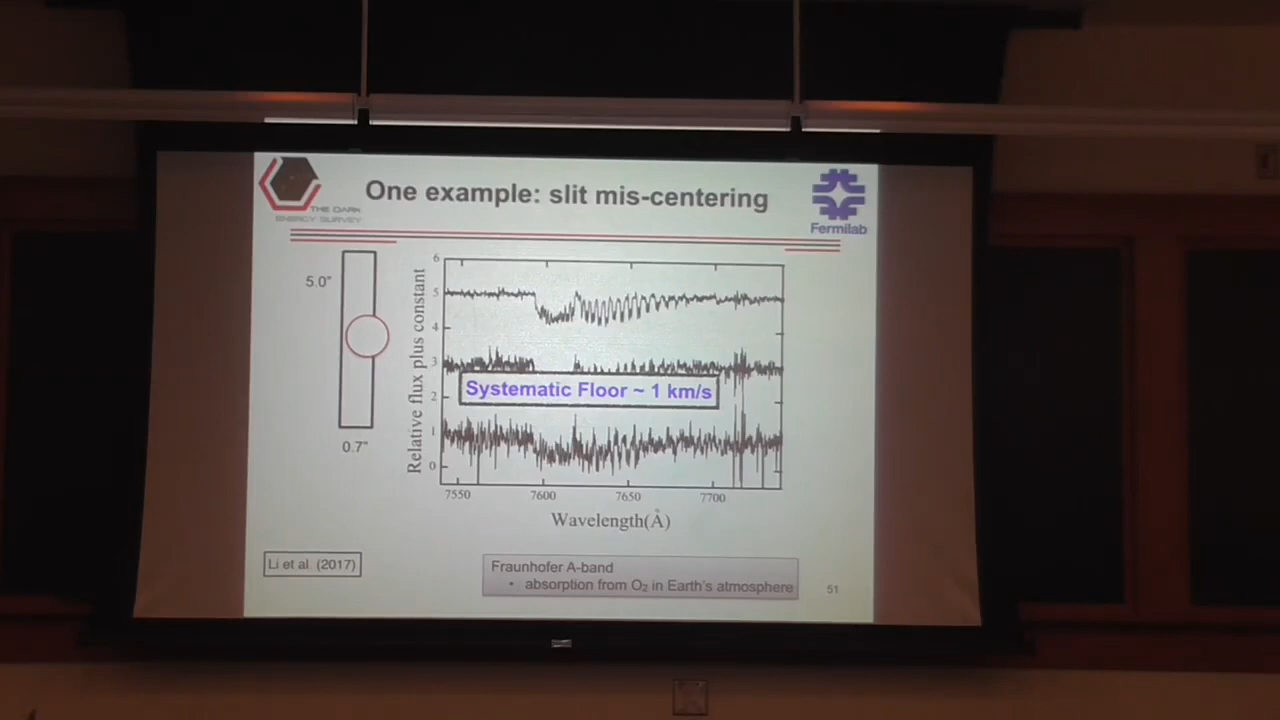 One example: slit mis-centering
THE DARK
ENERGY SURVEY
Fermilab
5.0"
0.7"
Relative flux plus constant
6
5
4
3
2
1
0
Systematic Floor ~ 1 km/s
7550
7600
7650
7700
Wavelength(Å)
Li et al. (2017)
Fraunhofer A-band
• absorption from O₂ in Earth's atmosphere
51